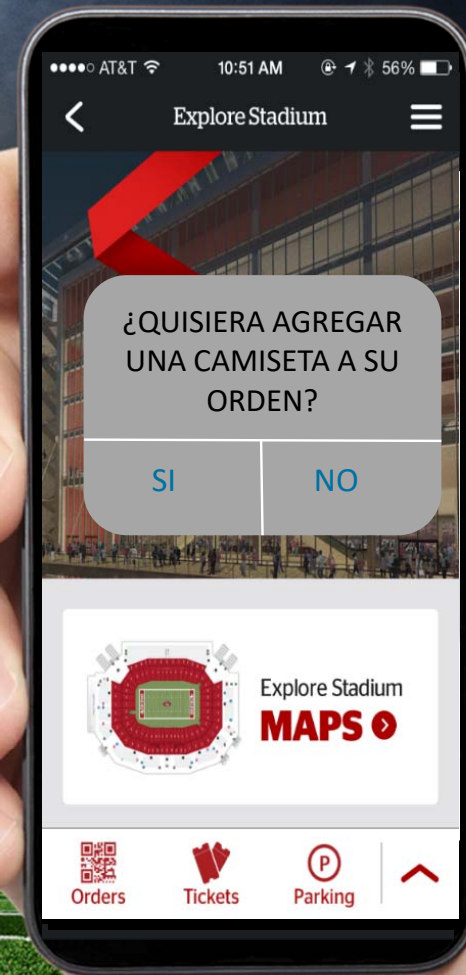 AT&T 10:51 AM 56%
Explore Stadium
¿QUISIERA AGREGAR
UNA CAMISETA A SU
ORDEN?
SI NO
Explore Stadium
MAPS
P
Orders Tickets Parking